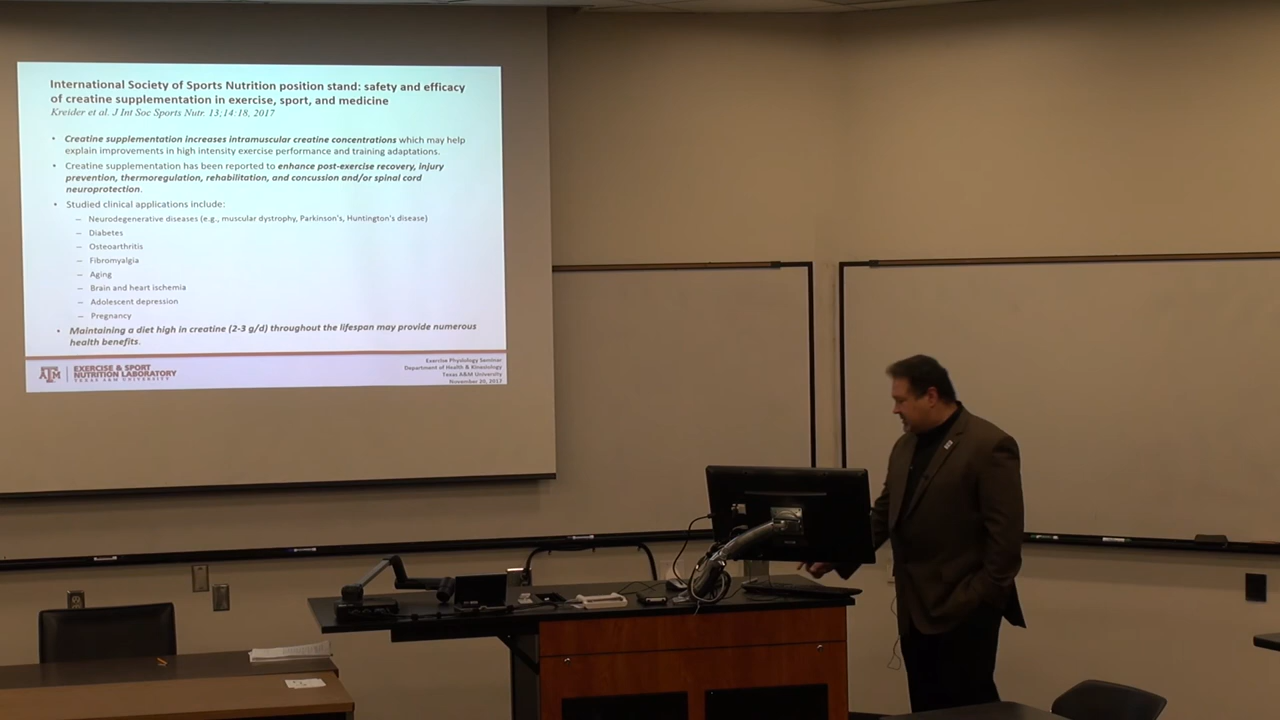 International Society of Sports Nutrition position stand: safety and efficacy
of creatine supplementation in exercise, sport, and medicine
Kreider et al. J Int Soc Sports Nutr. 13;14:18, 2017
• Creatine supplementation increases intramuscular creatine concentrations which may help
explain improvements in high intensity exercise performance and training adaptations.
• Creatine supplementation has been reported to enhance post-exercise recovery, injury
prevention, thermoregulation, rehabilitation, and concussion and/or spinal cord
neuroprotection.
• Studied clinical applications include:
– Neurodegenerative diseases (e.g., muscular dystrophy, Parkinson's, Huntington's disease)
– Diabetes
– Osteoarthritis
– Fibromyalgia
– Aging
– Brain and heart ischemia
– Adolescent depression
– Pregnancy
• Maintaining a diet high in creatine (2-3 g/d) throughout the lifespan may provide numerous
health benefits.
ATM
EXERCISE & SPORT
NUTRITION LABORATORY
TEXAS A&M UNIVERSITY
Exercise Physiology Seminar
Department of Health & Kinesiology
Texas A&M University
November 20, 2017